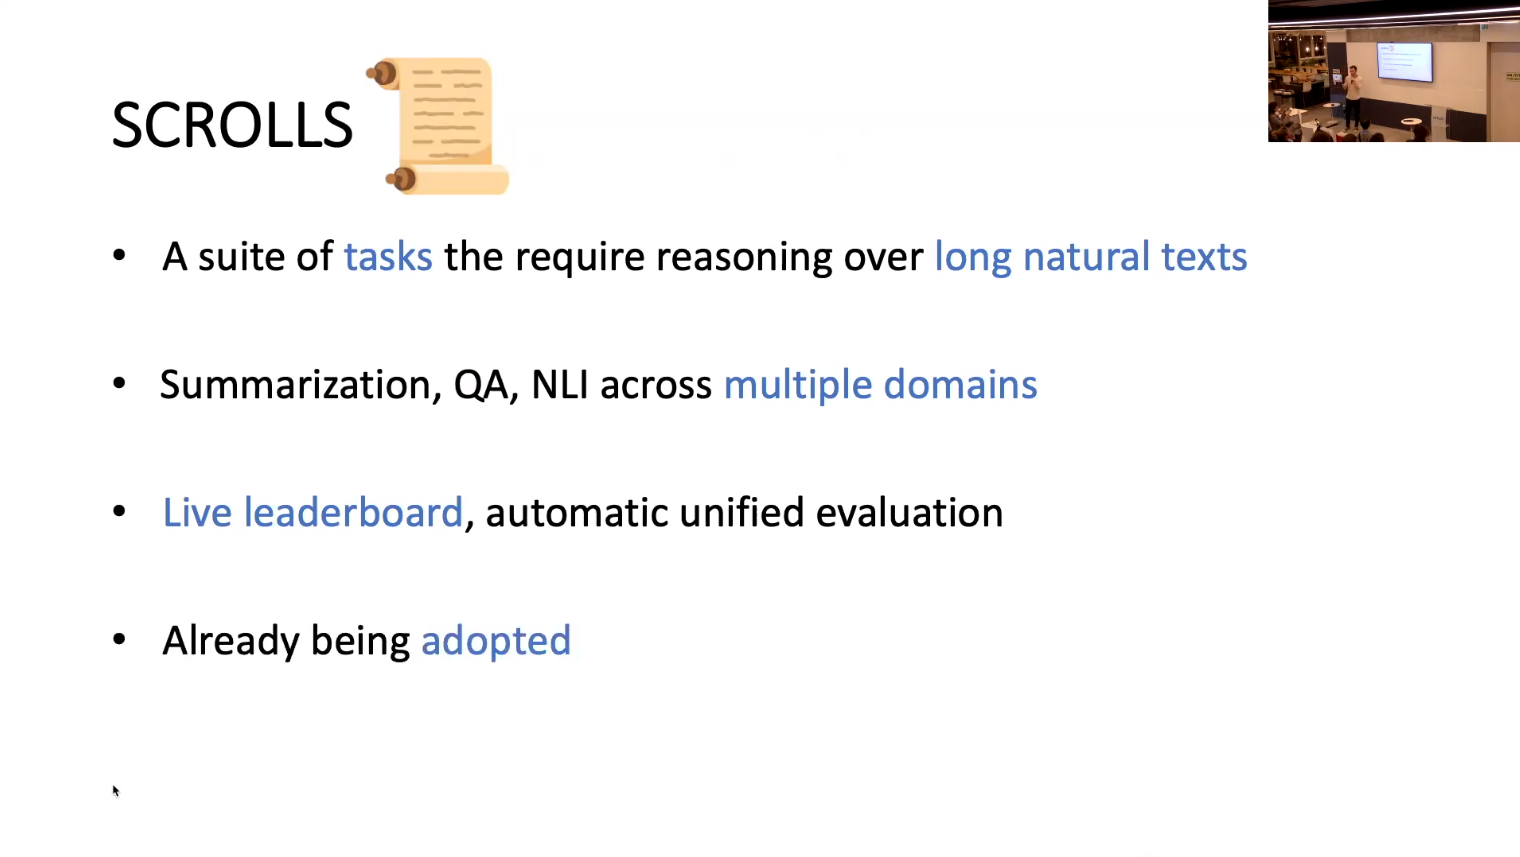 SCROLLS
• A suite of tasks the require reasoning over long natural texts
• Summarization, QA, NLI across multiple domains
• Live leaderboard, automatic unified evaluation
• Already being adopted